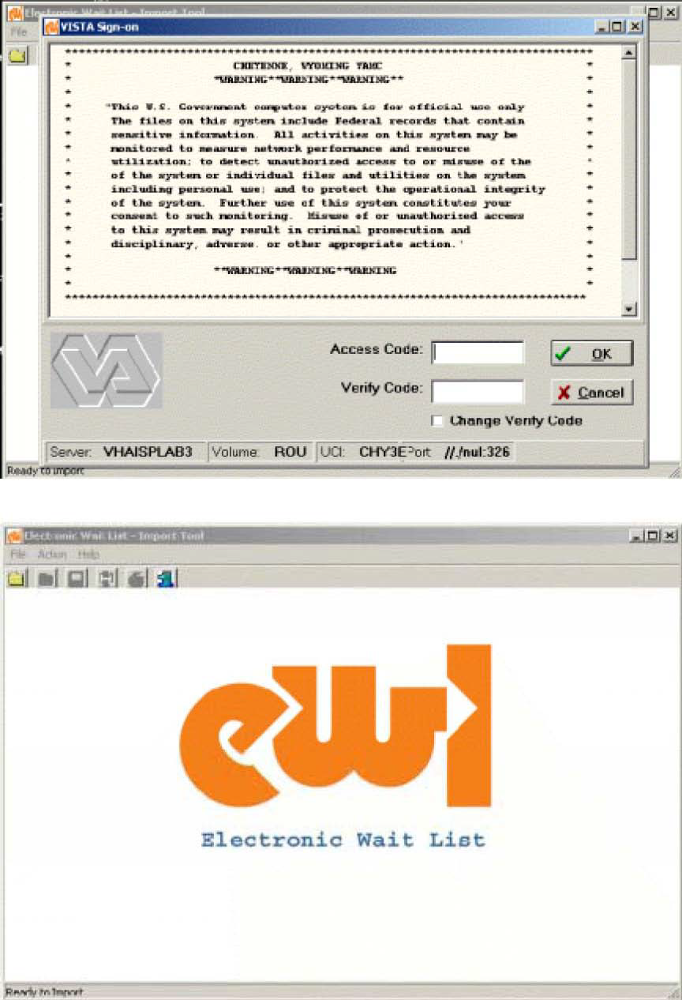 Electronic Wait List - Import Tool
File
VISTA Sign-on
****************************************************************************
* CHEYENNE, WYOMING VAMC *
* *WARNING**WARNING**WARNING** *
* *
* "This U.S. Government computer system is for official use only *
* The files on this system include Federal records that contain *
* sensitive information. All activities on this system may be *
* monitored to measure network performance and resource *
* utilization; to detect unauthorized access to or misuse of the *
* of the system or individual files and utilities on the system *
* including personal use; and to protect the operational integrity *
* of the system. Further use of this system constitutes your *
* consent to such monitoring. Misuse of or unauthorized access *
* to this system may result in criminal prosecution and *
* disciplinary, adverse. or other appropriate action.' *
* *
* **WARNING**WARNING**WARNING *
* *
***************************************************************************
VA
Access Code:
OK
Verify Code:
Cancel
Change Verify Code
Server: VHAISPLAB3 Volume: ROU UCI: CHY3E Port: //./nul:326
Ready to import
Electronic Wait List - Import Tool
File Action Help
ewl
Electronic Wait List
Ready to Import